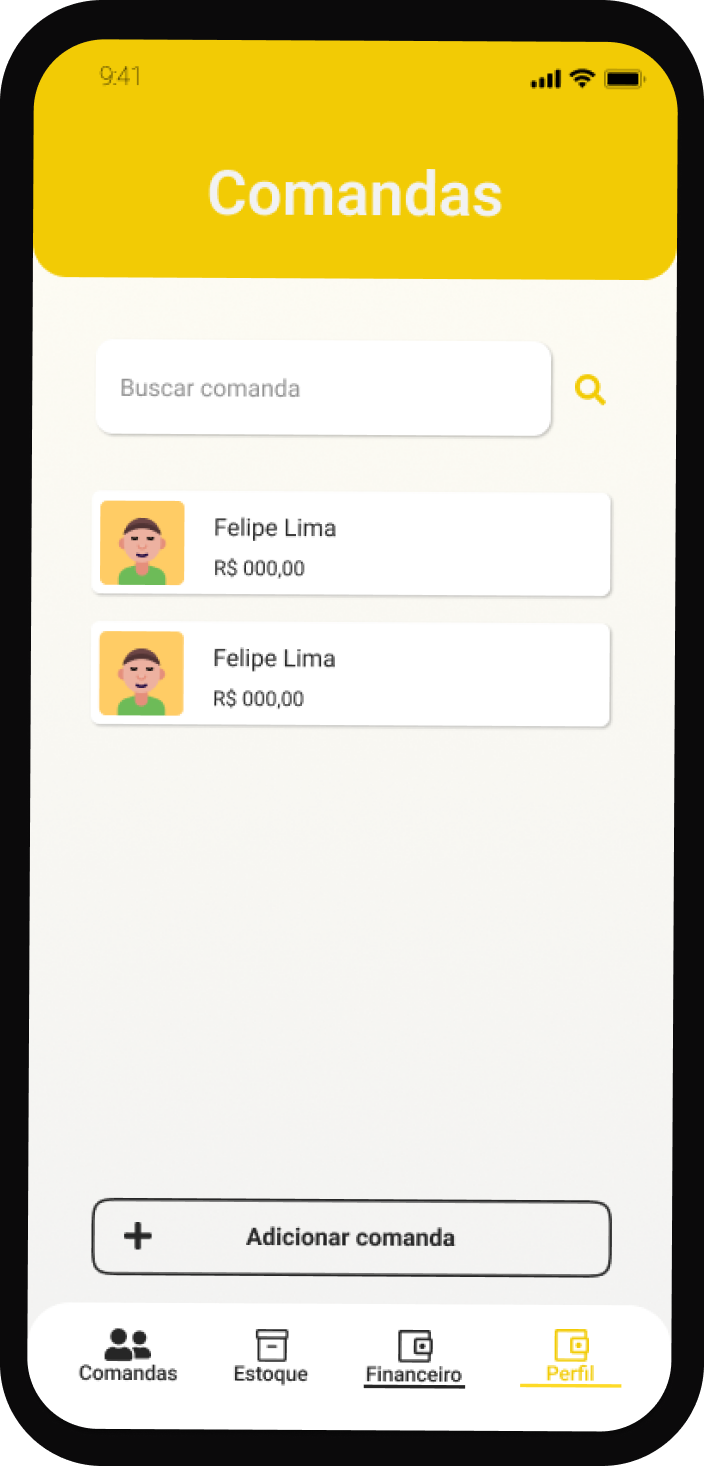 9:41
Comandas
Buscar comanda
Felipe Lima
R$ 000,00
Felipe Lima
R$ 000,00
Adicionar comanda
Comandas Estoque Financeiro Perfil